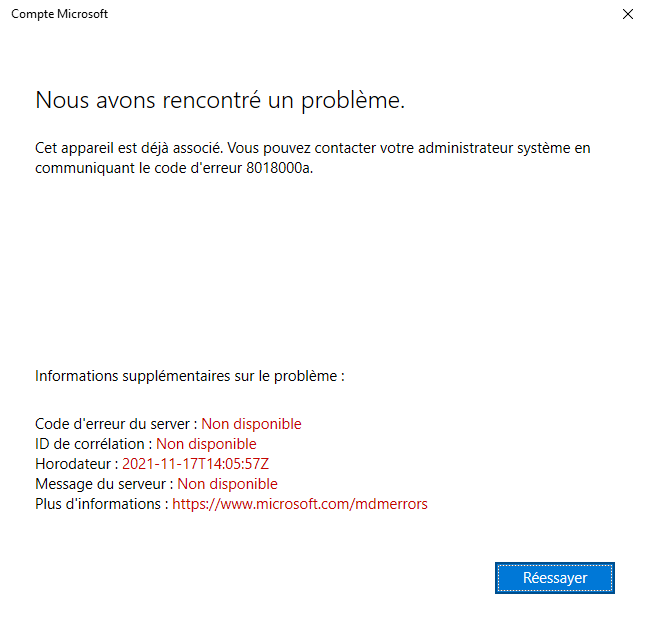 Compte Microsoft
Nous avons rencontré un problème.
Cet appareil est déjà associé. Vous pouvez contacter votre administrateur système en
communiquant le code d'erreur 8018000a.
Informations supplémentaires sur le problème :
Code d'erreur du server : Non disponible
ID de corrélation : Non disponible
Horodateur : 2021-11-17T14:05:57Z
Message du serveur : Non disponible
Plus d'informations : https://www.microsoft.com/mdmerrors
Réessayer